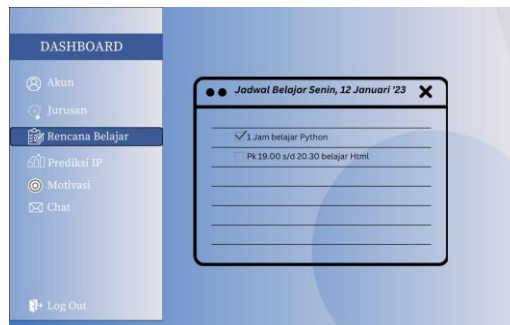 DASHBOARD
Akun
Jurusan
Rencana Belajar
Prediksi IP
Motivasi
Chat
Log Out
Jadwal Belajar Senin, 12 Januari '23
1 Jam belajar Python
Pk 19.00 s/d 20.30 belajar Html